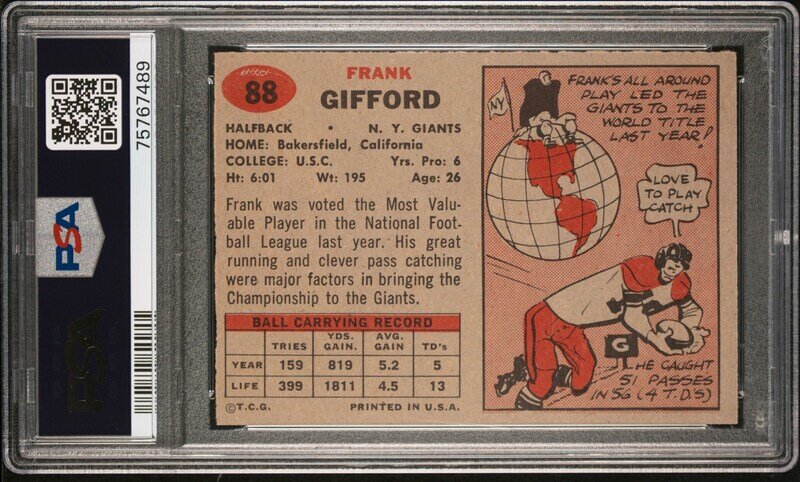 75767489
PSA
PSA
88
FRANK
GIFFORD
HALFBACK • N. Y. GIANTS
HOME: Bakersfield, California
COLLEGE: U.S.C. Yrs. Pro: 6
Ht: 6:01 Wt: 195 Age: 26
Frank was voted the Most Valu-
able Player in the National Foot-
ball League last year. His great
running and clever pass catching
were major factors in bringing the
Championship to the Giants.
BALL CARRYING RECORD
TRIES YDS. GAIN. AVG. GAIN TD's
YEAR 159 819 5.2 5
LIFE 399 1811 4.5 13
©T.C.G. PRINTED IN U.S.A.
NY
FRANK'S ALL AROUND
PLAY LED THE
GIANTS TO THE
WORLD TITLE
LAST YEAR!
I LOVE
TO PLAY
CATCH
G
HE CAUGHT
51 PASSES
IN 56 (4 T.D.'S)